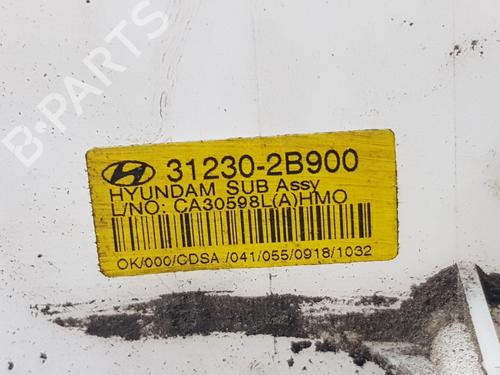 B-PARTS
31230-2B900
HYUNDAM SUB Assy
L/NO: CA30598L(A)HMO
OK/000/CDSA /041/055/0918/1032